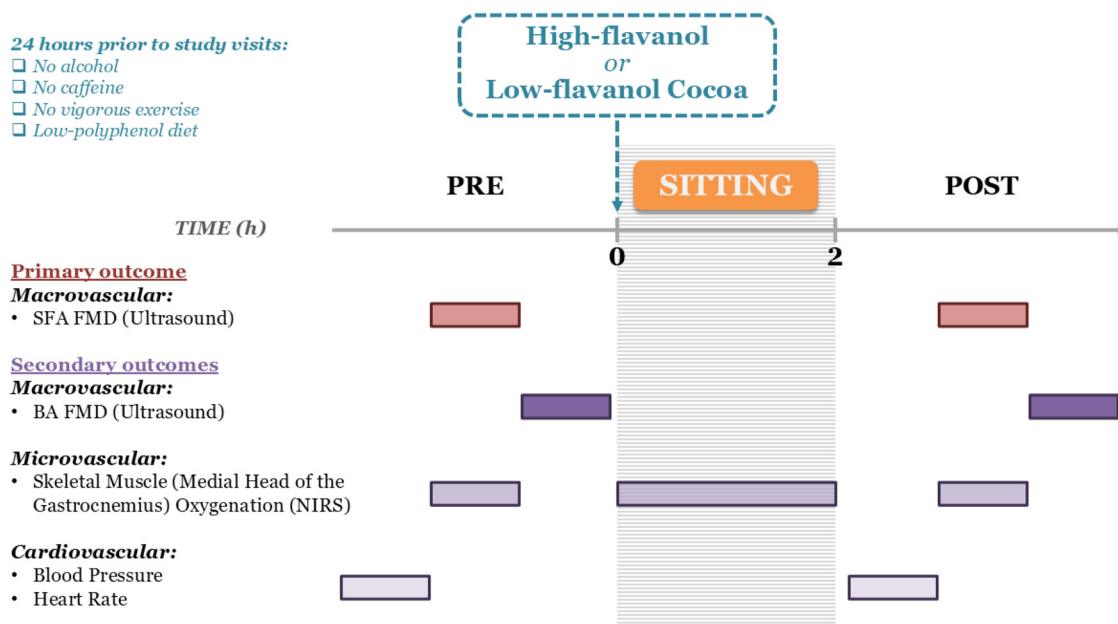 24 hours prior to study visits:
❑ No alcohol
❑ No caffeine
❑ No vigorous exercise
❑ Low-polyphenol diet
High-flavanol
or
Low-flavanol Cocoa
PRE
SITTING
POST
TIME (h)
0
2
Primary outcome
Macrovascular:
• SFA FMD (Ultrasound)
Secondary outcomes
Macrovascular:
• BA FMD (Ultrasound)
Microvascular:
• Skeletal Muscle (Medial Head of the
Gastrocnemius) Oxygenation (NIRS)
Cardiovascular:
• Blood Pressure
• Heart Rate